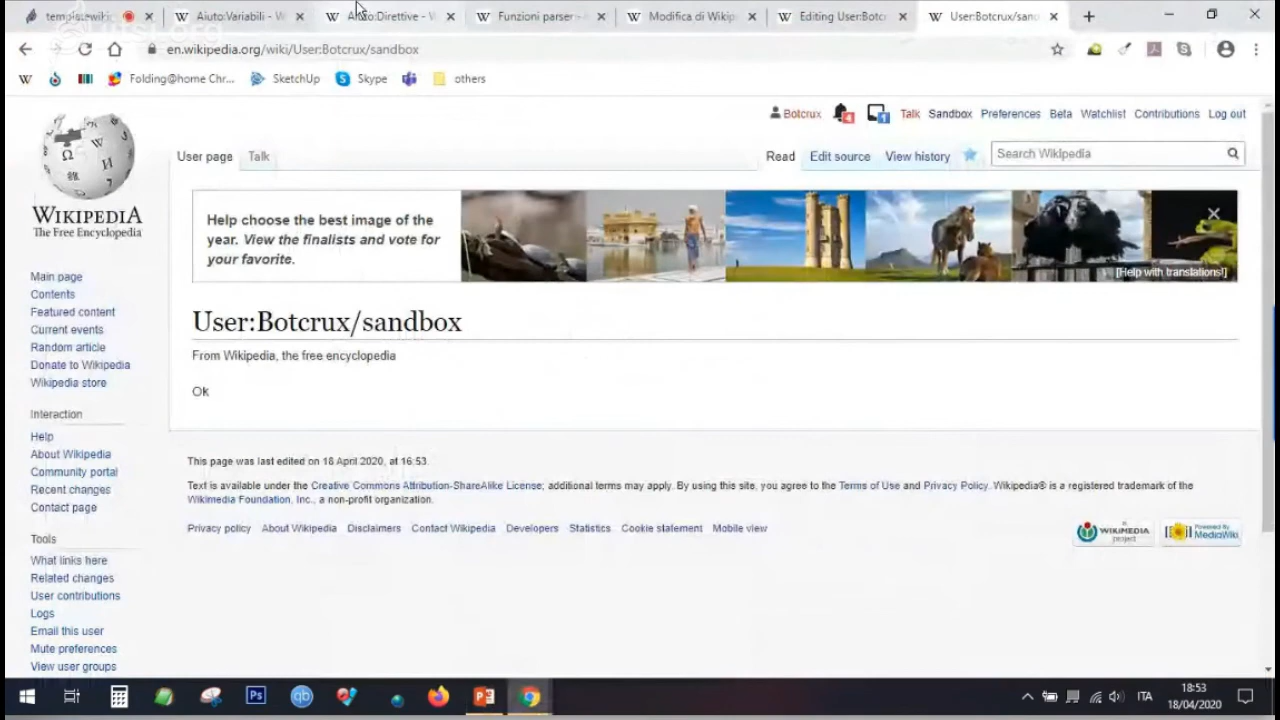 Aiuto:Variabili - W
Aiuto:Direttive - W
Funzioni parser -
Modifica di Wikip
Editing User:Botcr
User:Botcrux/san
en.wikipedia.org/wiki/User:Botcrux/sandbox
W
Folding@home Chr...
SketchUp
Skype
others
Botcrux
4
1
Talk
Sandbox
Preferences
Beta
Watchlist
Contributions
Log out
User page
Talk
Read
Edit source
View history
Search Wikipedia
WIKIPEDIA
The Free Encyclopedia
Help choose the best image of the
year. View the finalists and vote for
your favorite.
[Help with translations!]
Main page
Contents
Featured content
Current events
Random article
Donate to Wikipedia
Wikipedia store
Interaction
Help
About Wikipedia
Community portal
Recent changes
Contact page
Tools
What links here
Related changes
User contributions
Logs
Email this user
Mute preferences
View user groups
User:Botcrux/sandbox
From Wikipedia, the free encyclopedia
Ok
This page was last edited on 18 April 2020, at 16:53.
Text is available under the Creative Commons Attribution-ShareAlike License; additional terms may apply. By using this site, you agree to the Terms of Use and Privacy Policy. Wikipedia® is a registered trademark of the
Wikimedia Foundation, Inc., a non-profit organization.
Privacy policy
About Wikipedia
Disclaimers
Contact Wikipedia
Developers
Statistics
Cookie statement
Mobile view
A
WIKIMEDIA
project
Powered By
MediaWiki
Ps
qb
ITA
18:53
18/04/2020